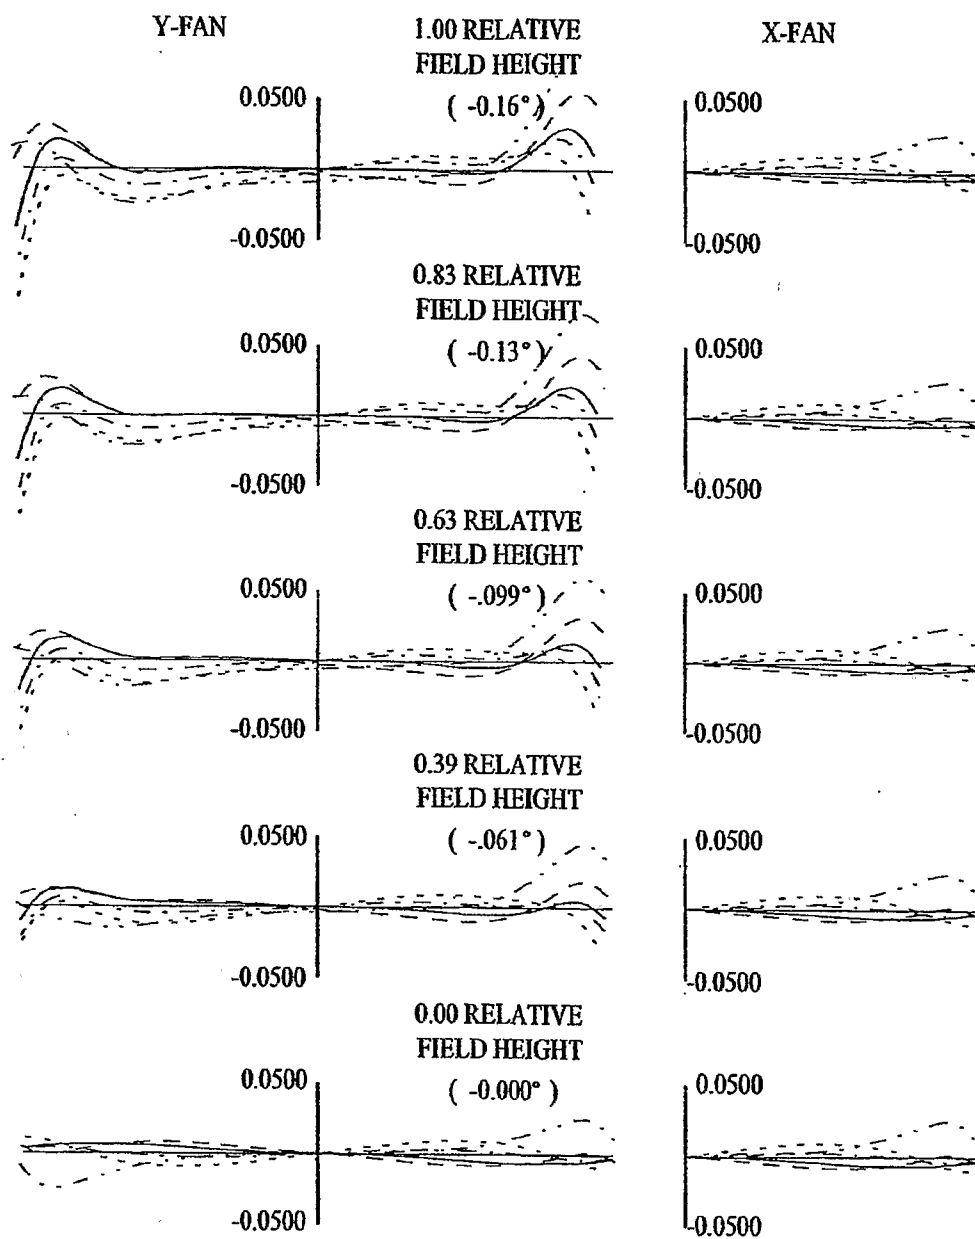 Y-FAN
1.00 RELATIVE
FIELD HEIGHT
( -0.16° )
X-FAN
0.0500
0.0500
-0.0500
-0.0500
0.83 RELATIVE
FIELD HEIGHT
( -0.13° )
0.0500
0.0500
-0.0500
-0.0500
0.63 RELATIVE
FIELD HEIGHT
( -.099° )
0.0500
0.0500
-0.0500
-0.0500
0.39 RELATIVE
FIELD HEIGHT
( -.061° )
0.0500
0.0500
-0.0500
-0.0500
0.00 RELATIVE
FIELD HEIGHT
( -0.000° )
0.0500
0.0500
-0.0500
-0.0500